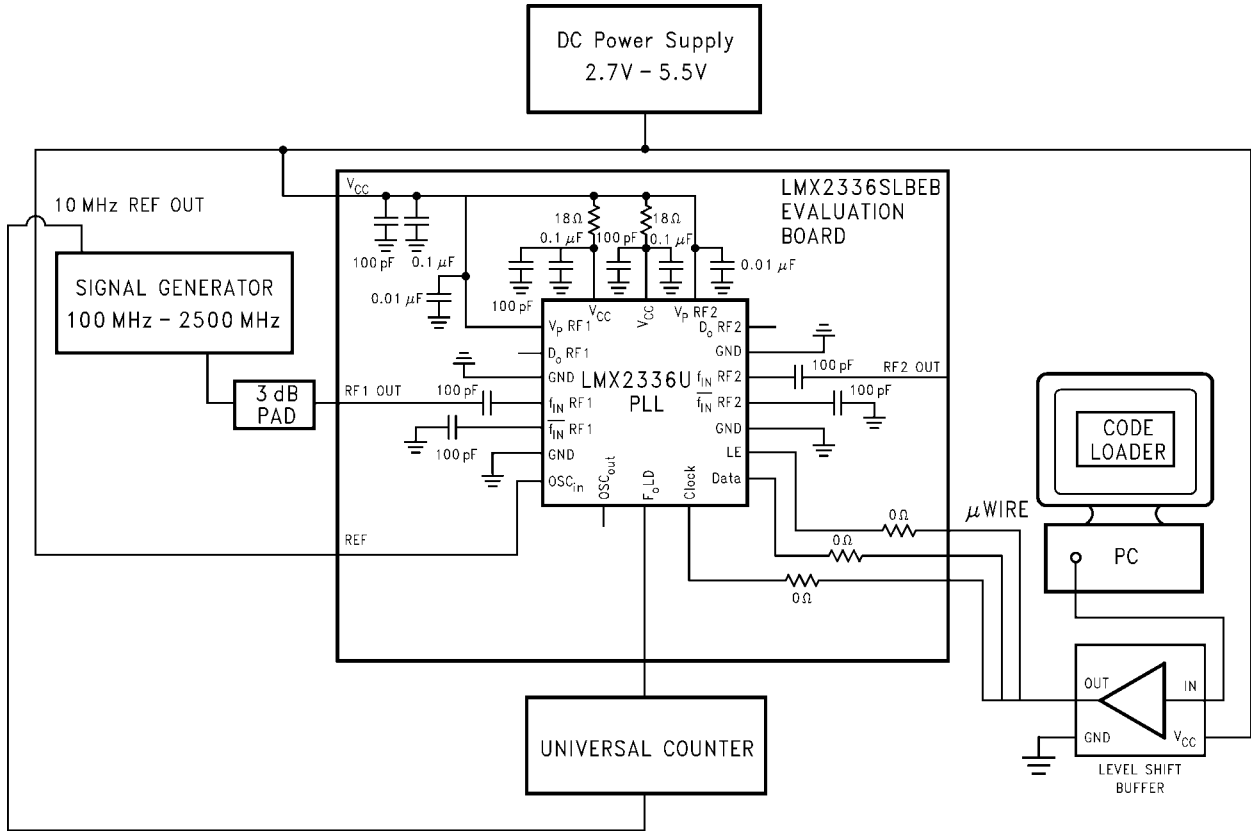 DC Power Supply
2.7V – 5.5V
V_CC
LMX2336SLBEB
EVALUATION
BOARD
10 MHz REF OUT
18Ω
18Ω
100 pF
0.1 μF
0.1 μF
100 pF
0.1 μF
0.01 μF
0.01 μF
100 pF
SIGNAL GENERATOR
100 MHz – 2500 MHz
V_CC
V_CC
V_P RF2
V_P RF1
D_o RF2
D_o RF1
GND
100 pF
RF2 OUT
GND
LMX2336U
PLL
f_IN RF2
3 dB
PAD
RF1 OUT
100 pF
f_IN RF1
f̅_I̅N̅ RF2
100 pF
f̅_I̅N̅ RF1
100 pF
GND
GND
LE
OSC_in
OSC_out
F_oLD
Clock
Data
CODE
LOADER
μWIRE
0Ω
0Ω
0Ω
REF
PC
OUT
IN
GND
V_CC
LEVEL SHIFT
BUFFER
UNIVERSAL COUNTER